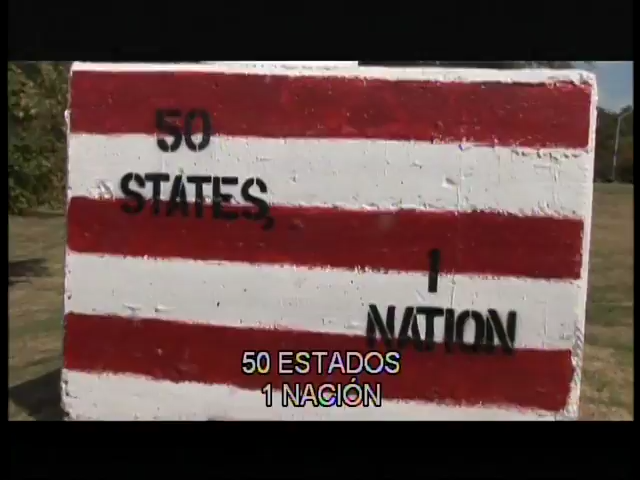 50
STATES,
1
NATION
50 ESTADOS
1 NACIÓN